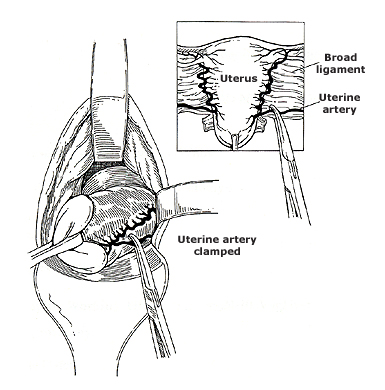 Uterus
Broad
ligament
Uterine
artery
Uterine artery
clamped